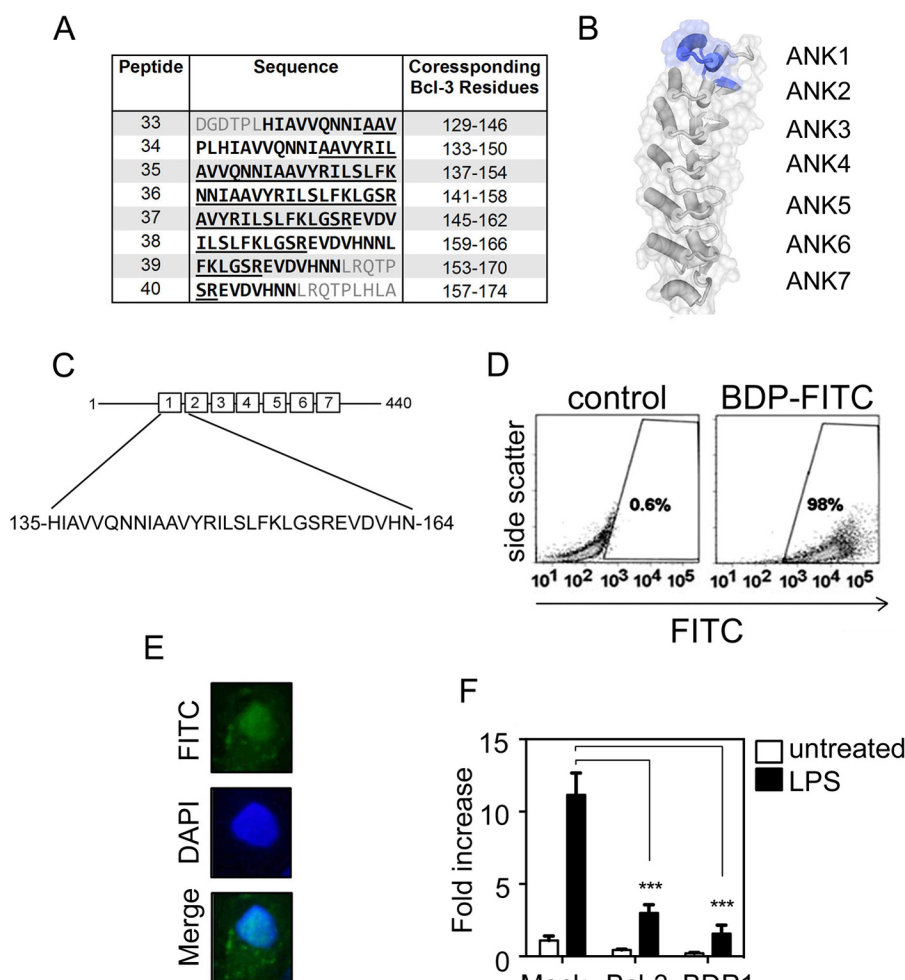 A
Peptide Sequence Coressponding
Bcl-3 Residues
33 DGDTPLHIAVVQNNIAAV 129-146
34 PLHIAVVQNNIAAVYRIL 133-150
35 AVVQNNIAAVYRILSLFK 137-154
36 NNIAAVYRILSLFKLGSR 141-158
37 AVYRILSLFKLGSREVDV 145-162
38 ILSLFKLGSREVDVHNNL 159-166
39 FKLGSREVDVHNNLRQTP 153-170
40 SREVDVHNNLRQTPLHLA 157-174
B
ANK1
ANK2
ANK3
ANK4
ANK5
ANK6
ANK7
C
1 1 2 3 4 5 6 7 440
135-HIAVVQNNIAAVYRILSLFKLGSREVDVHN-164
D
control BDP-FITC
side scatter
0.6% 98%
10¹ 10² 10³ 10⁴ 10⁵ 10¹ 10² 10³ 10⁴ 10⁵
FITC
E
FITC
DAPI
Merge
F
Fold increase
15
10
5
0
untreated
LPS
*** ***